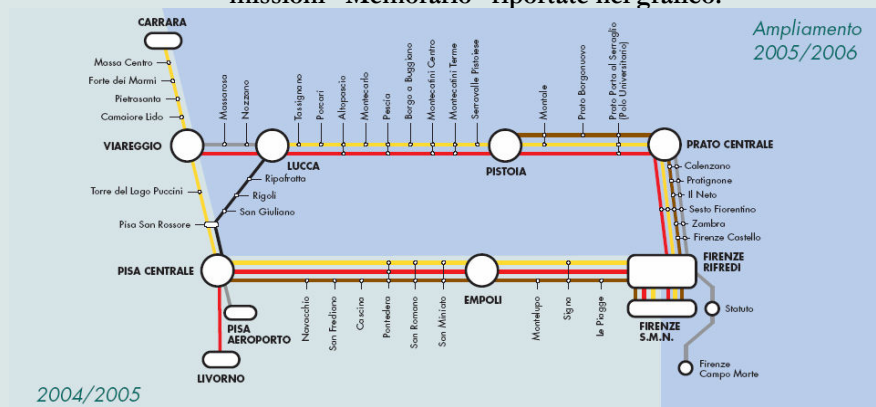 missioni "Memorario" riportate nel grafico.
CARRARA
Ampliamento
2005/2006
Massa Centro
Forte dei Marmi
Pietrasanta
Camaiore Lido
Massarosa
Nozzano
Tassignano
Porcari
Altopascio
Montecarlo
Pescia
Borgo a Buggiano
Montecatini Centro
Montecatini Terme
Serravalle Pistoiese
Montale
Prato Borgonuovo
Prato Porta al Serraglio
(Polo Universitario)
VIAREGGIO
LUCCA
PISTOIA
PRATO CENTRALE
Calenzano
Pratignone
Il Neto
Sesto Fiorentino
Zambra
Firenze Castello
Ripafratta
Rigoli
San Giuliano
Torre del Lago Puccini
Pisa San Rossore
PISA CENTRALE
EMPOLI
FIRENZE
RIFREDI
Navacchio
San Frediano
Cascina
Pontedera
San Romano
San Miniato
Montelupo
Signa
Le Piagge
PISA
AEROPORTO
FIRENZE
S.M.N.
Statuto
LIVORNO
Firenze
Campo Marte
2004/2005